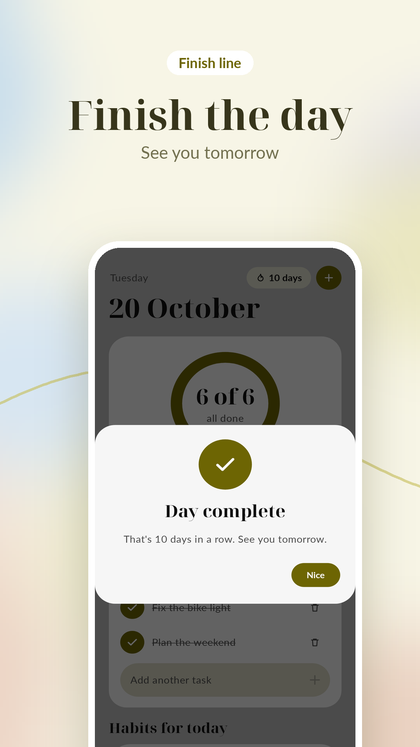 Finish line
Finish the day
See you tomorrow
Tuesday
10 days
20 October
6 of 6
all done
Day complete
That's 10 days in a row. See you tomorrow.
Nice
Fix the bike light
Plan the weekend
Add another task
Habits for today